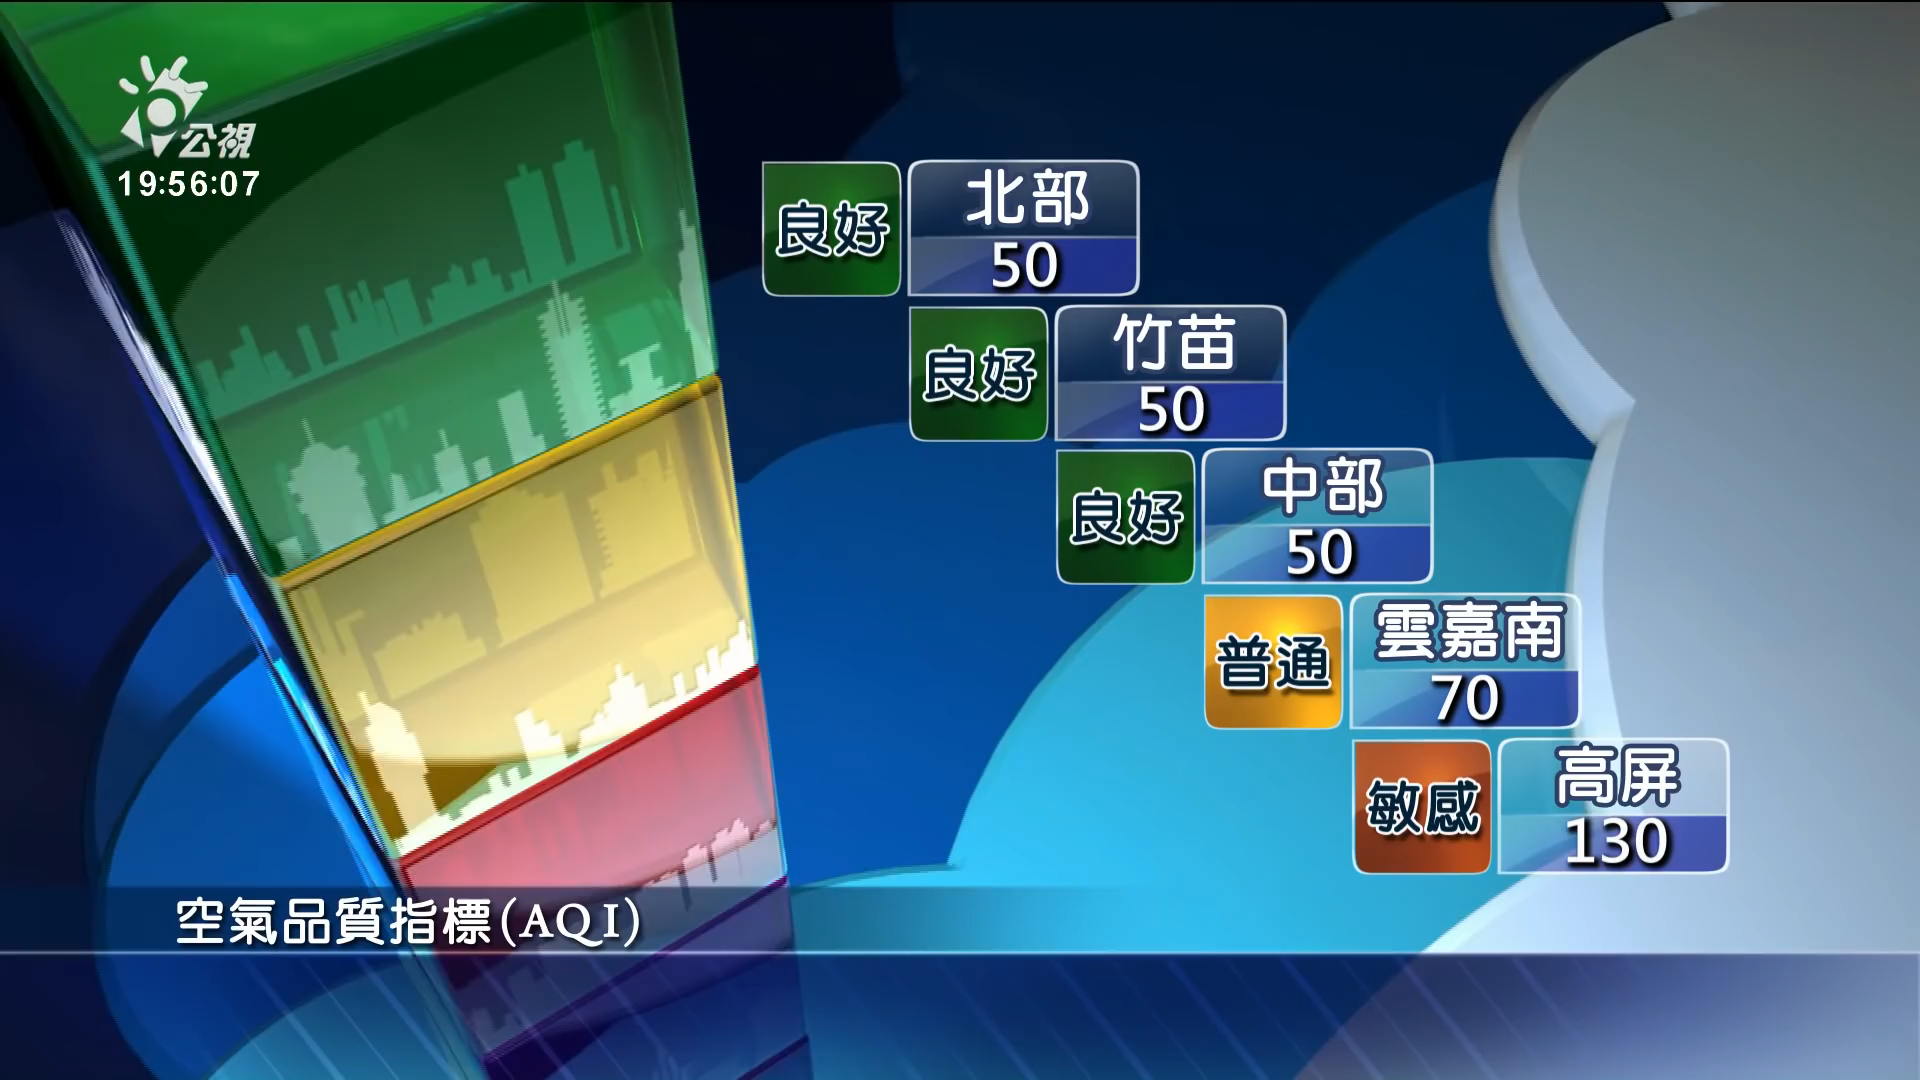 公視
19:56:07
良好
北部
50
良好
竹苗
50
良好
中部
50
普通
雲嘉南
70
敏感
高屏
130
空氣品質指標(AQI)